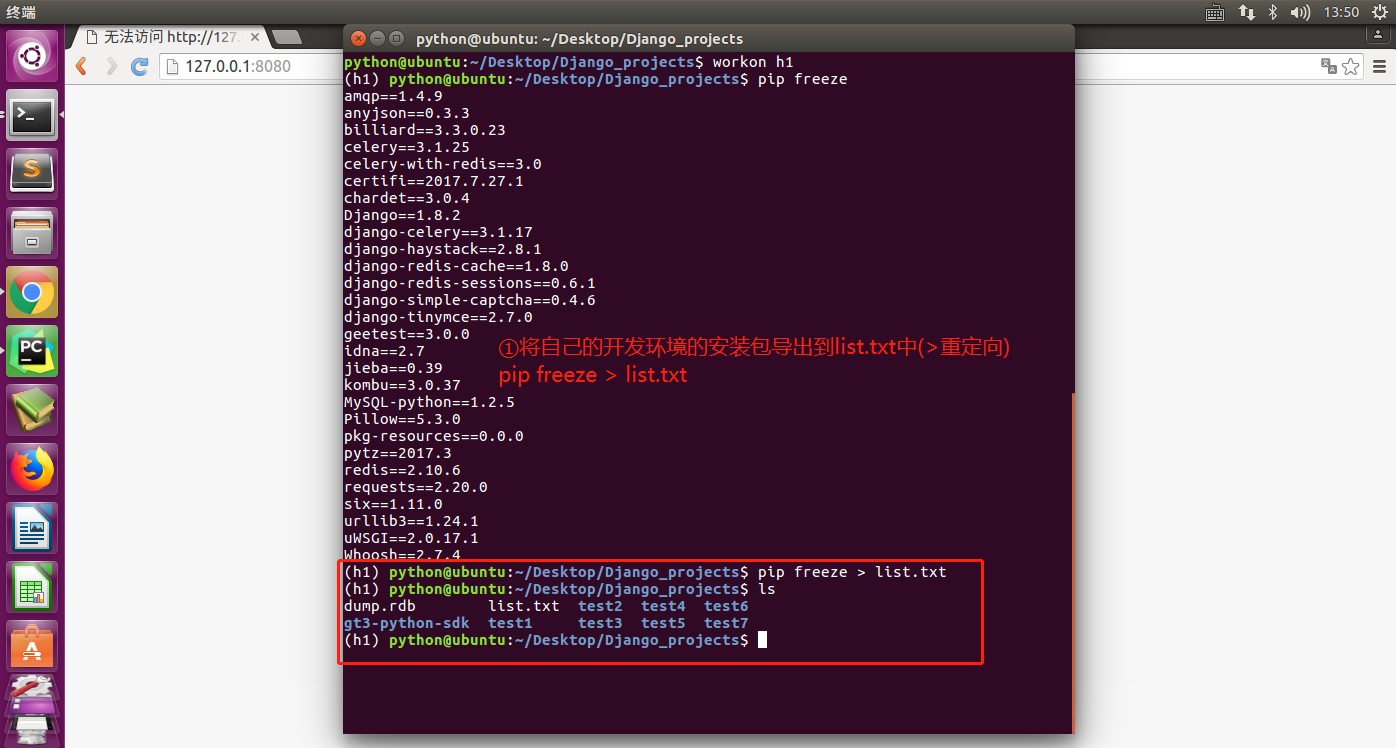 终端
13:50
无法访问 http://127.
127.0.0.1:8080
python@ubuntu: ~/Desktop/Django_projects
python@ubuntu:~/Desktop/Django_projects$ workon h1
(h1) python@ubuntu:~/Desktop/Django_projects$ pip freeze
amqp==1.4.9
anyjson==0.3.3
billiard==3.3.0.23
celery==3.1.25
celery-with-redis==3.0
certifi==2017.7.27.1
chardet==3.0.4
Django==1.8.2
django-celery==3.1.17
django-haystack==2.8.1
django-redis-cache==1.8.0
django-redis-sessions==0.6.1
django-simple-captcha==0.4.6
django-tinymce==2.7.0
geetest==3.0.0
idna==2.7
jieba==0.39
kombu==3.0.37
MySQL-python==1.2.5
Pillow==5.3.0
pkg-resources==0.0.0
pytz==2017.3
redis==2.10.6
requests==2.20.0
six==1.11.0
urllib3==1.24.1
uWSGI==2.0.17.1
Whoosh==2.7.4
①将自己的开发环境的安装包导出到list.txt中(>重定向)
pip freeze > list.txt
(h1) python@ubuntu:~/Desktop/Django_projects$ pip freeze > list.txt
(h1) python@ubuntu:~/Desktop/Django_projects$ ls
dump.rdb list.txt test2 test4 test6
gt3-python-sdk test1 test3 test5 test7
(h1) python@ubuntu:~/Desktop/Django_projects$